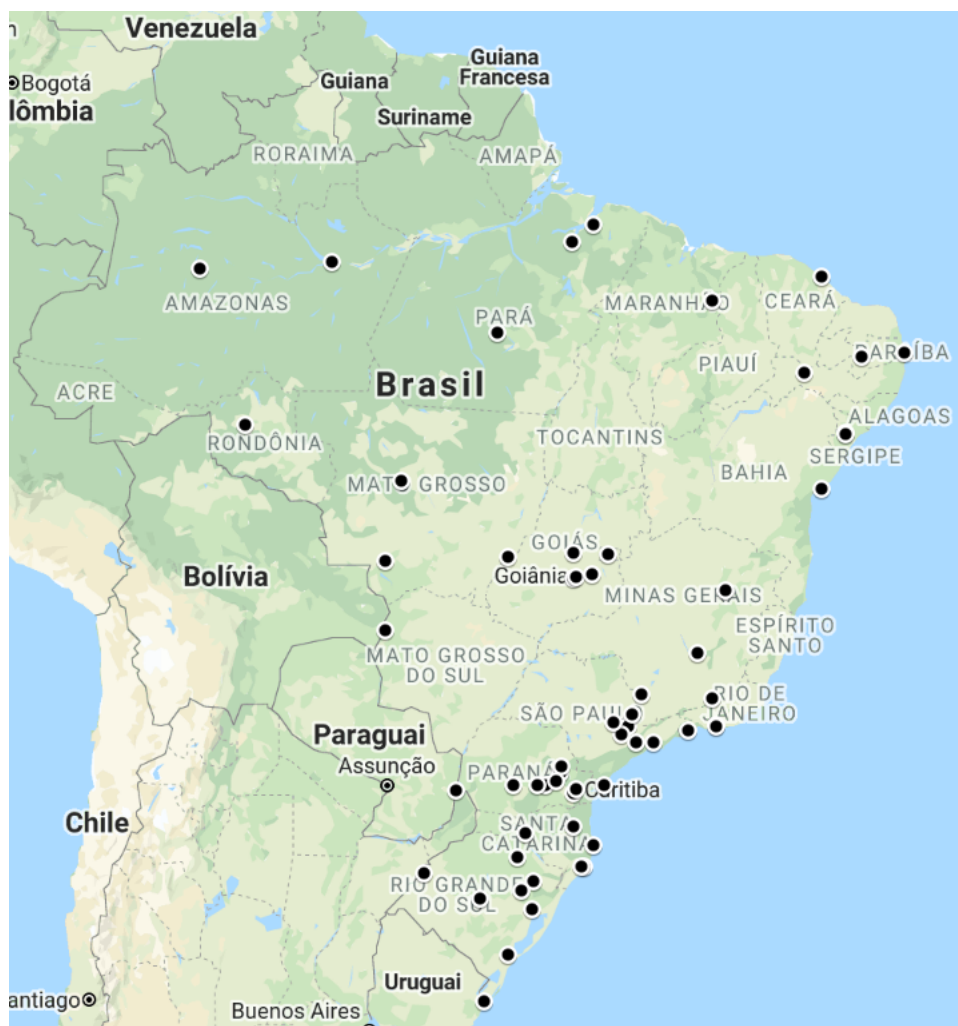 Venezuela
Guiana
Francesa
Bogotá
Guiana
lômbia
Suriname
RORAIMA
AMAPÁ
AMAZONAS
MARANHÃO
CEARÁ
PARÁ
PARAÍBA
PIAUÍ
Brasil
ACRE
ALAGOAS
RONDÔNIA
TOCANTINS
SERGIPE
BAHIA
MATO GROSSO
GOIÁS
Goiânia
Bolívia
MINAS GERAIS
ESPÍRITO
SANTO
MATO GROSSO
DO SUL
RIO DE
JANEIRO
SÃO PAULO
Paraguai
Assunção
PARANÁ
Curitiba
Chile
SANTA
CATARINA
RIO GRANDE
DO SUL
Uruguai
antiago
Buenos Aires